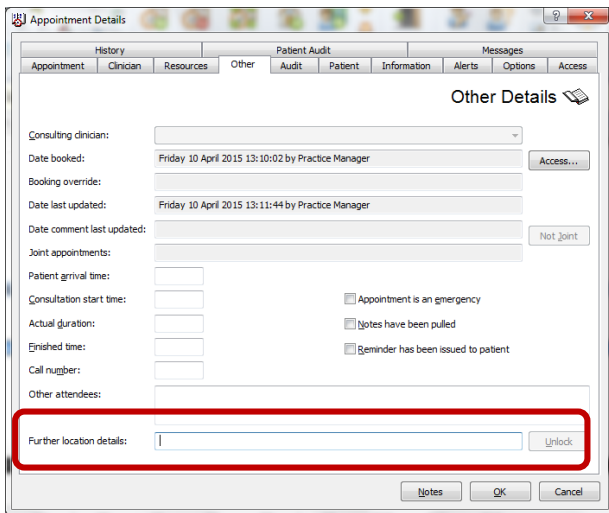 Appointment Details
History Patient Audit Messages
Appointment Clinician Resources Other Audit Patient Information Alerts Options Access
Other Details
Consulting clinician:
Date booked: Friday 10 April 2015 13:10:02 by Practice Manager Access...
Booking override:
Date last updated: Friday 10 April 2015 13:11:44 by Practice Manager
Date comment last updated: Not Joint
Joint appointments:
Patient arrival time:
Consultation start time: Appointment is an emergency
Actual duration: Notes have been pulled
Finished time: Reminder has been issued to patient
Call number:
Other attendees:
Further location details: Unlock
Notes OK Cancel